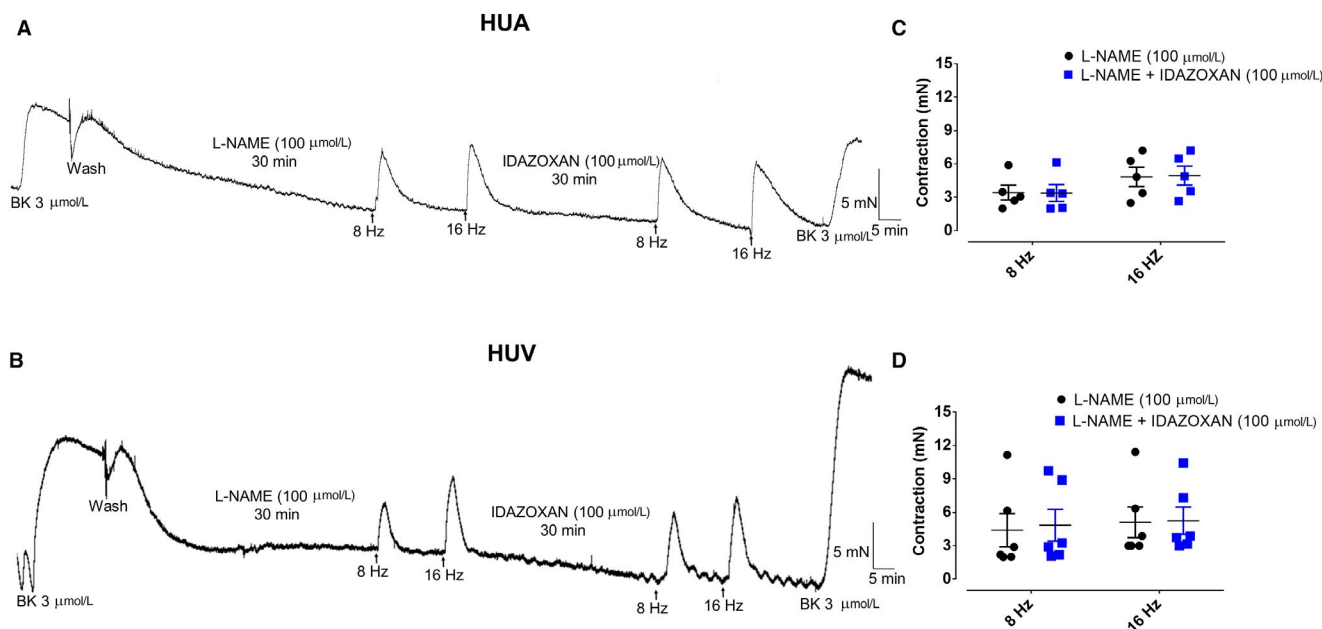 A
HUA
L-NAME (100 μmol/L)
30 min
Wash
IDAZOXAN (100 μmol/L)
30 min
BK 3 μmol/L
8 Hz
16 Hz
8 Hz
16 Hz
BK 3 μmol/L
5 mN
5 min
C
L-NAME (100 μmol/L)
L-NAME + IDAZOXAN (100 μmol/L)
Contraction (mN)
15
12
9
6
3
0
8 Hz
16 HZ
B
HUV
Wash
L-NAME (100 μmol/L)
30 min
IDAZOXAN (100 μmol/L)
30 min
BK 3 μmol/L
8 Hz
16 Hz
8 Hz
16 Hz
BK 3 μmol/L
5 mN
5 min
D
L-NAME (100 μmol/L)
L-NAME + IDAZOXAN (100 μmol/L)
Contraction (mN)
15
12
9
6
3
0
8 Hz
16 Hz